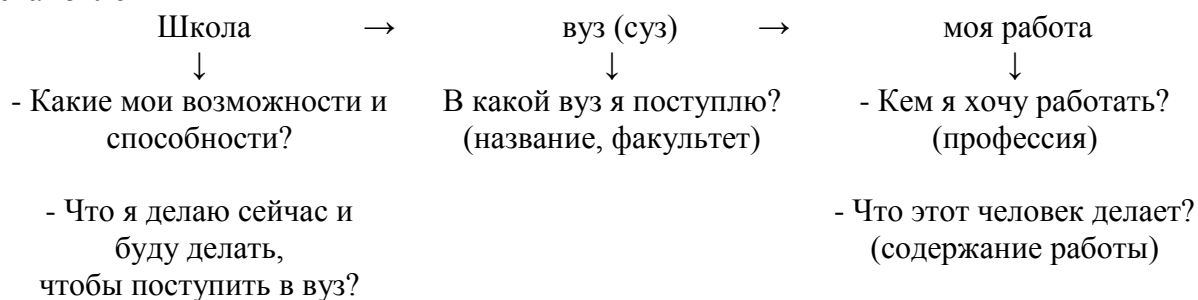 Школа → вуз (суз) → моя работа
↓ ↓ ↓
- Какие мои возможности и способности?
В какой вуз я поступлю?
(название, факультет)
- Кем я хочу работать?
(профессия)
- Что я делаю сейчас и
буду делать,
чтобы поступить в вуз?
- Что этот человек делает?
(содержание работы)